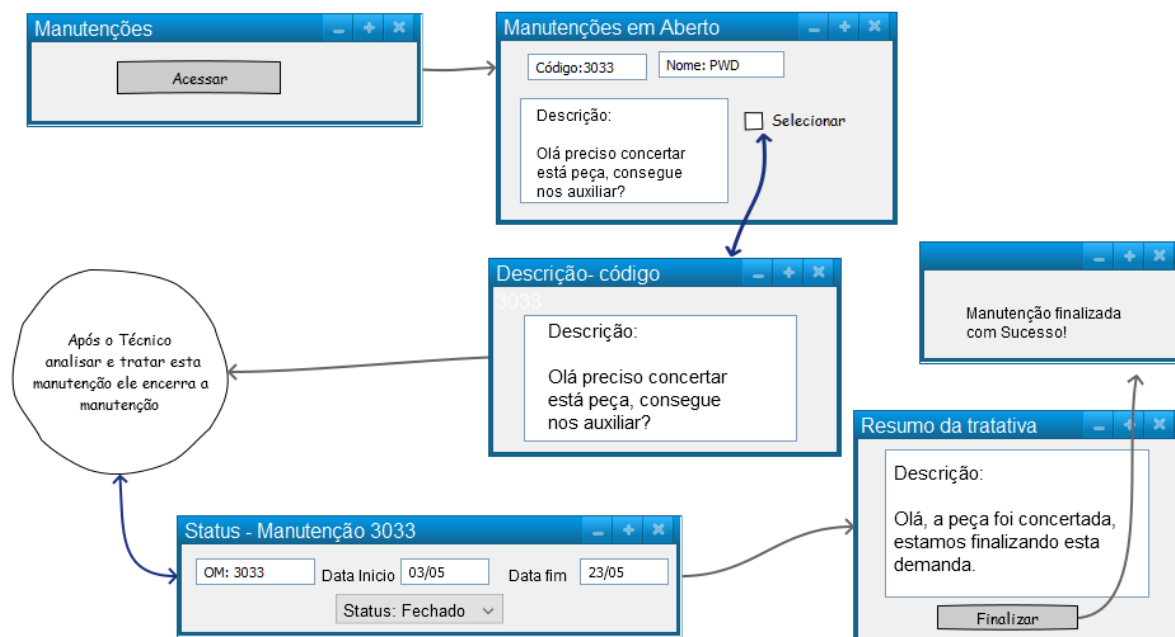 Manutenções
Acessar
Manutenções em Aberto
Código:3033
Nome: PWD
Descrição:
Olá preciso concertar
está peça, consegue
nos auxiliar?
Selecionar
Descrição- código
3033
Descrição:
Olá preciso concertar
está peça, consegue
nos auxiliar?
Manutenção finalizada
com Sucesso!
Após o Técnico
analisar e tratar esta
manutenção ele encerra a
manutenção
Status - Manutenção 3033
OM: 3033
Data Inicio
03/05
Data fim
23/05
Status: Fechado
Resumo da tratativa
Descrição:
Olá, a peça foi concertada,
estamos finalizando esta
demanda.
Finalizar